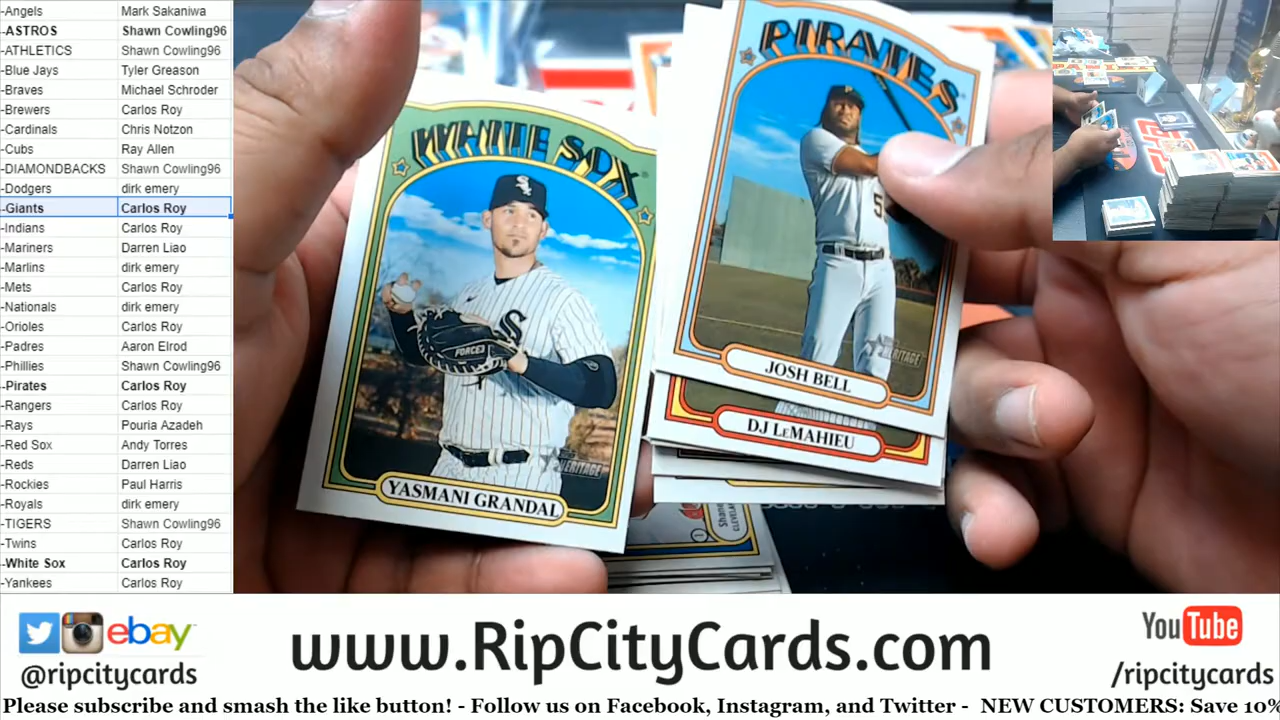 -Angels Mark Sakaniwa
-ASTROS Shawn Cowling96
-ATHLETICS Shawn Cowling96
-Blue Jays Tyler Greason
-Braves Michael Schroder
-Brewers Carlos Roy
-Cardinals Chris Notzon
-Cubs Ray Allen
-DIAMONDBACKS Shawn Cowling96
-Dodgers dirk emery
-Giants Carlos Roy
-Indians Carlos Roy
-Mariners Darren Liao
-Marlins dirk emery
-Mets Carlos Roy
-Nationals dirk emery
-Orioles Carlos Roy
-Padres Aaron Elrod
-Phillies Shawn Cowling96
-Pirates Carlos Roy
-Rangers Carlos Roy
-Rays Pouria Azadeh
-Red Sox Andy Torres
-Reds Darren Liao
-Rockies Paul Harris
-Royals dirk emery
-TIGERS Shawn Cowling96
-Twins Carlos Roy
-White Sox Carlos Roy
-Yankees Carlos Roy
WHITE SOX
FORCE3
HERITAGE
YASMANI GRANDAL
PIRATES
P
HERITAGE
JOSH BELL
DJ LEMAHIEU
Shane
CLEVELA
ebay
@ripcitycards
www.RipCityCards.com
YouTube
/ripcitycards
Please subscribe and smash the like button! - Follow us on Facebook, Instagram, and Twitter - NEW CUSTOMERS: Save 10%